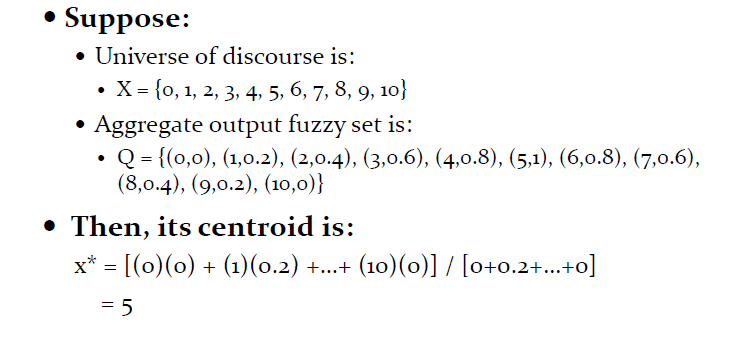 • Suppose:
• Universe of discourse is:
• X = {0, 1, 2, 3, 4, 5, 6, 7, 8, 9, 10}
• Aggregate output fuzzy set is:
• Q = {(0,0), (1,0.2), (2,0.4), (3,0.6), (4,0.8), (5,1), (6,0.8), (7,0.6),
(8,0.4), (9,0.2), (10,0)}
• Then, its centroid is:
x* = [(0)(0) + (1)(0.2) +...+ (10)(0)] / [0+0.2+...+0]
= 5